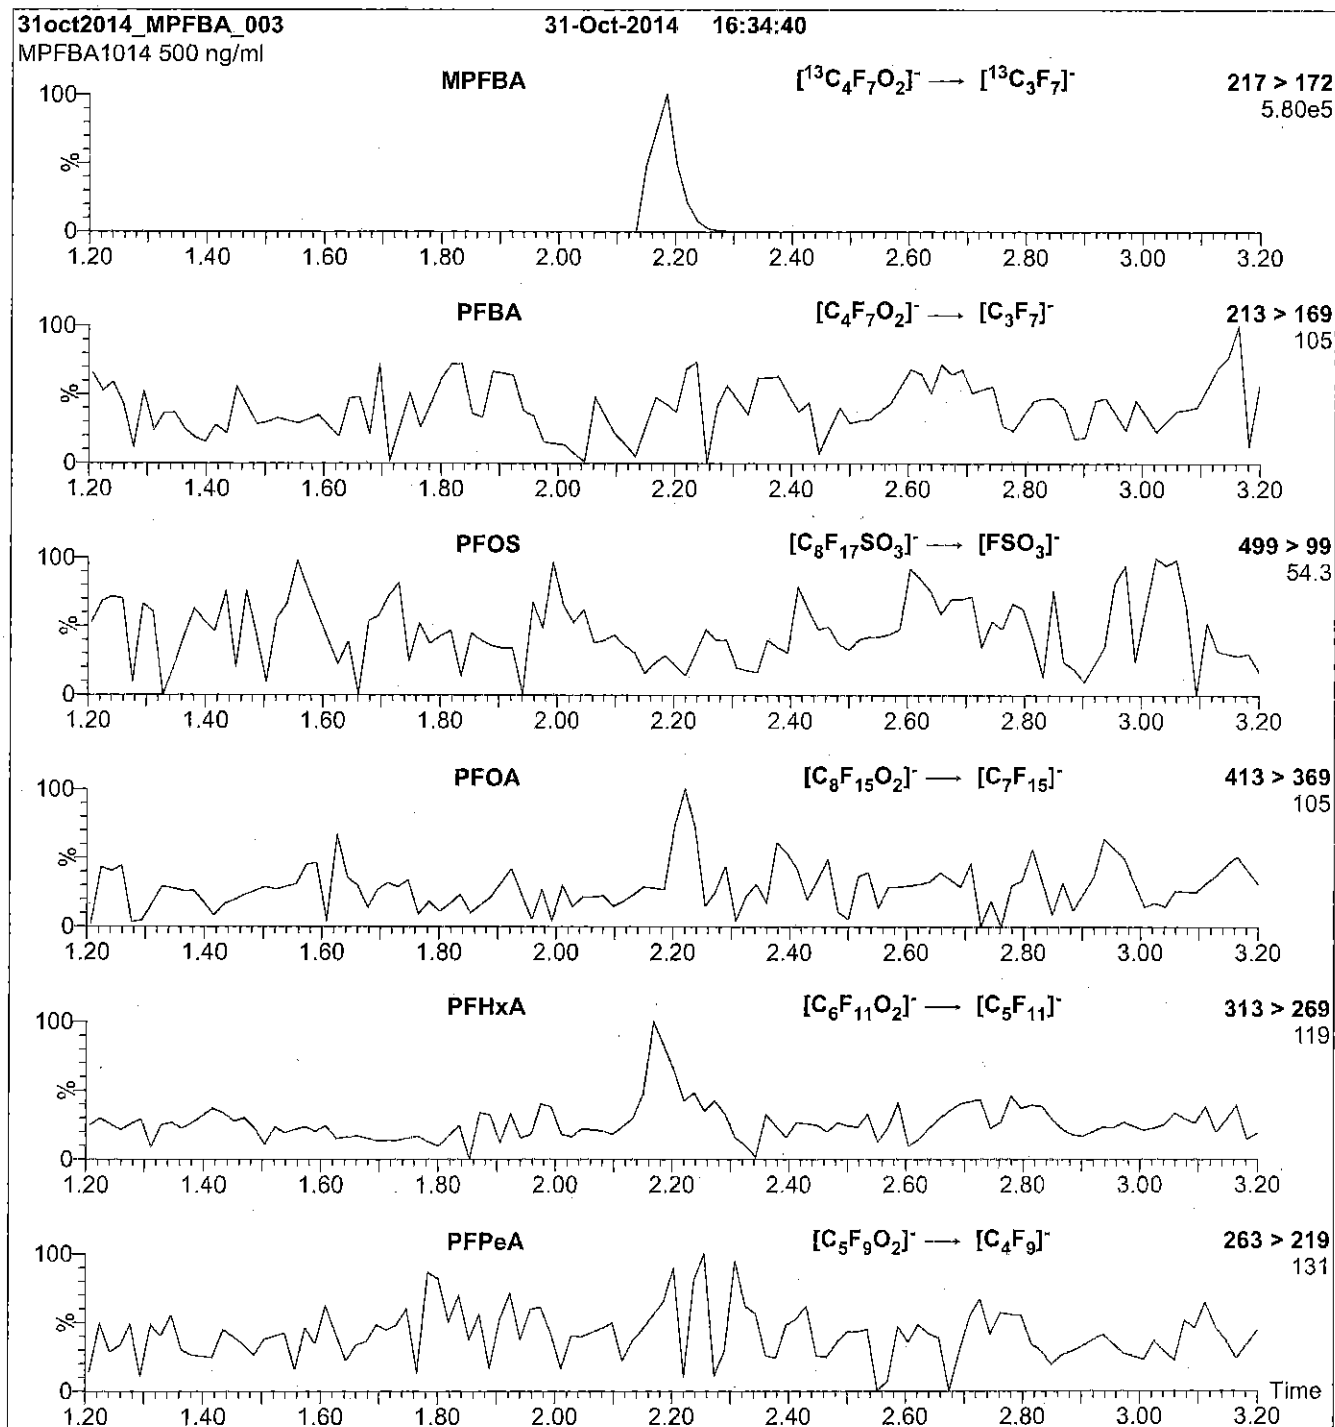 31oct2014_MPFBA_003 31-Oct-2014 16:34:40
MPFBA1014 500 ng/ml
MPFBA [¹³C₄F₇O₂]⁻ ⟶ [¹³C₃F₇]⁻ 217 > 172
5.80e5
100
%
0
1.20 1.40 1.60 1.80 2.00 2.20 2.40 2.60 2.80 3.00 3.20
PFBA [C₄F₇O₂]⁻ ⟶ [C₃F₇]⁻ 213 > 169
105
100
%
0
1.20 1.40 1.60 1.80 2.00 2.20 2.40 2.60 2.80 3.00 3.20
PFOS [C₈F₁₇SO₃]⁻ ⟶ [FSO₃]⁻ 499 > 99
54.3
100
%
0
1.20 1.40 1.60 1.80 2.00 2.20 2.40 2.60 2.80 3.00 3.20
PFOA [C₈F₁₅O₂]⁻ ⟶ [C₇F₁₅]⁻ 413 > 369
105
100
%
0
1.20 1.40 1.60 1.80 2.00 2.20 2.40 2.60 2.80 3.00 3.20
PFHxA [C₆F₁₁O₂]⁻ ⟶ [C₅F₁₁]⁻ 313 > 269
119
100
%
0
1.20 1.40 1.60 1.80 2.00 2.20 2.40 2.60 2.80 3.00 3.20
PFPeA [C₅F₉O₂]⁻ ⟶ [C₄F₉]⁻ 263 > 219
131
100
%
0 Time
1.20 1.40 1.60 1.80 2.00 2.20 2.40 2.60 2.80 3.00 3.20